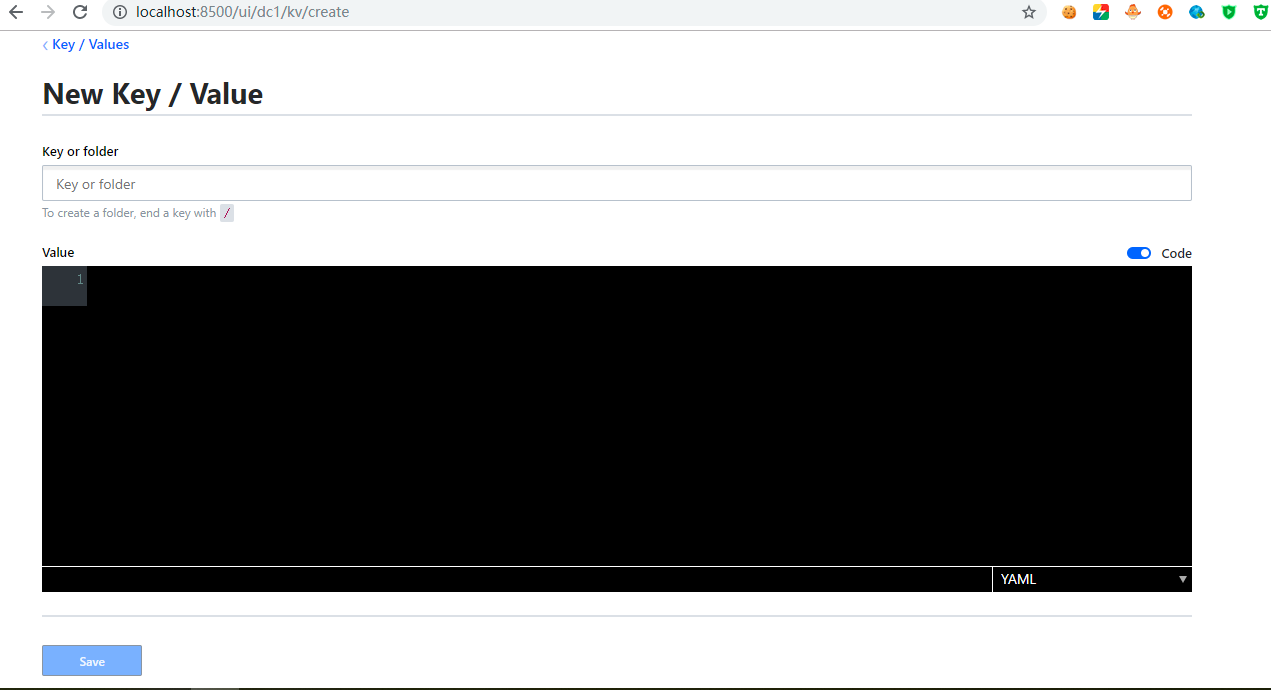 localhost:8500/ui/dc1/kv/create
‹ Key / Values
New Key / Value
Key or folder
Key or folder
To create a folder, end a key with /
Value Code
1
YAML
Save